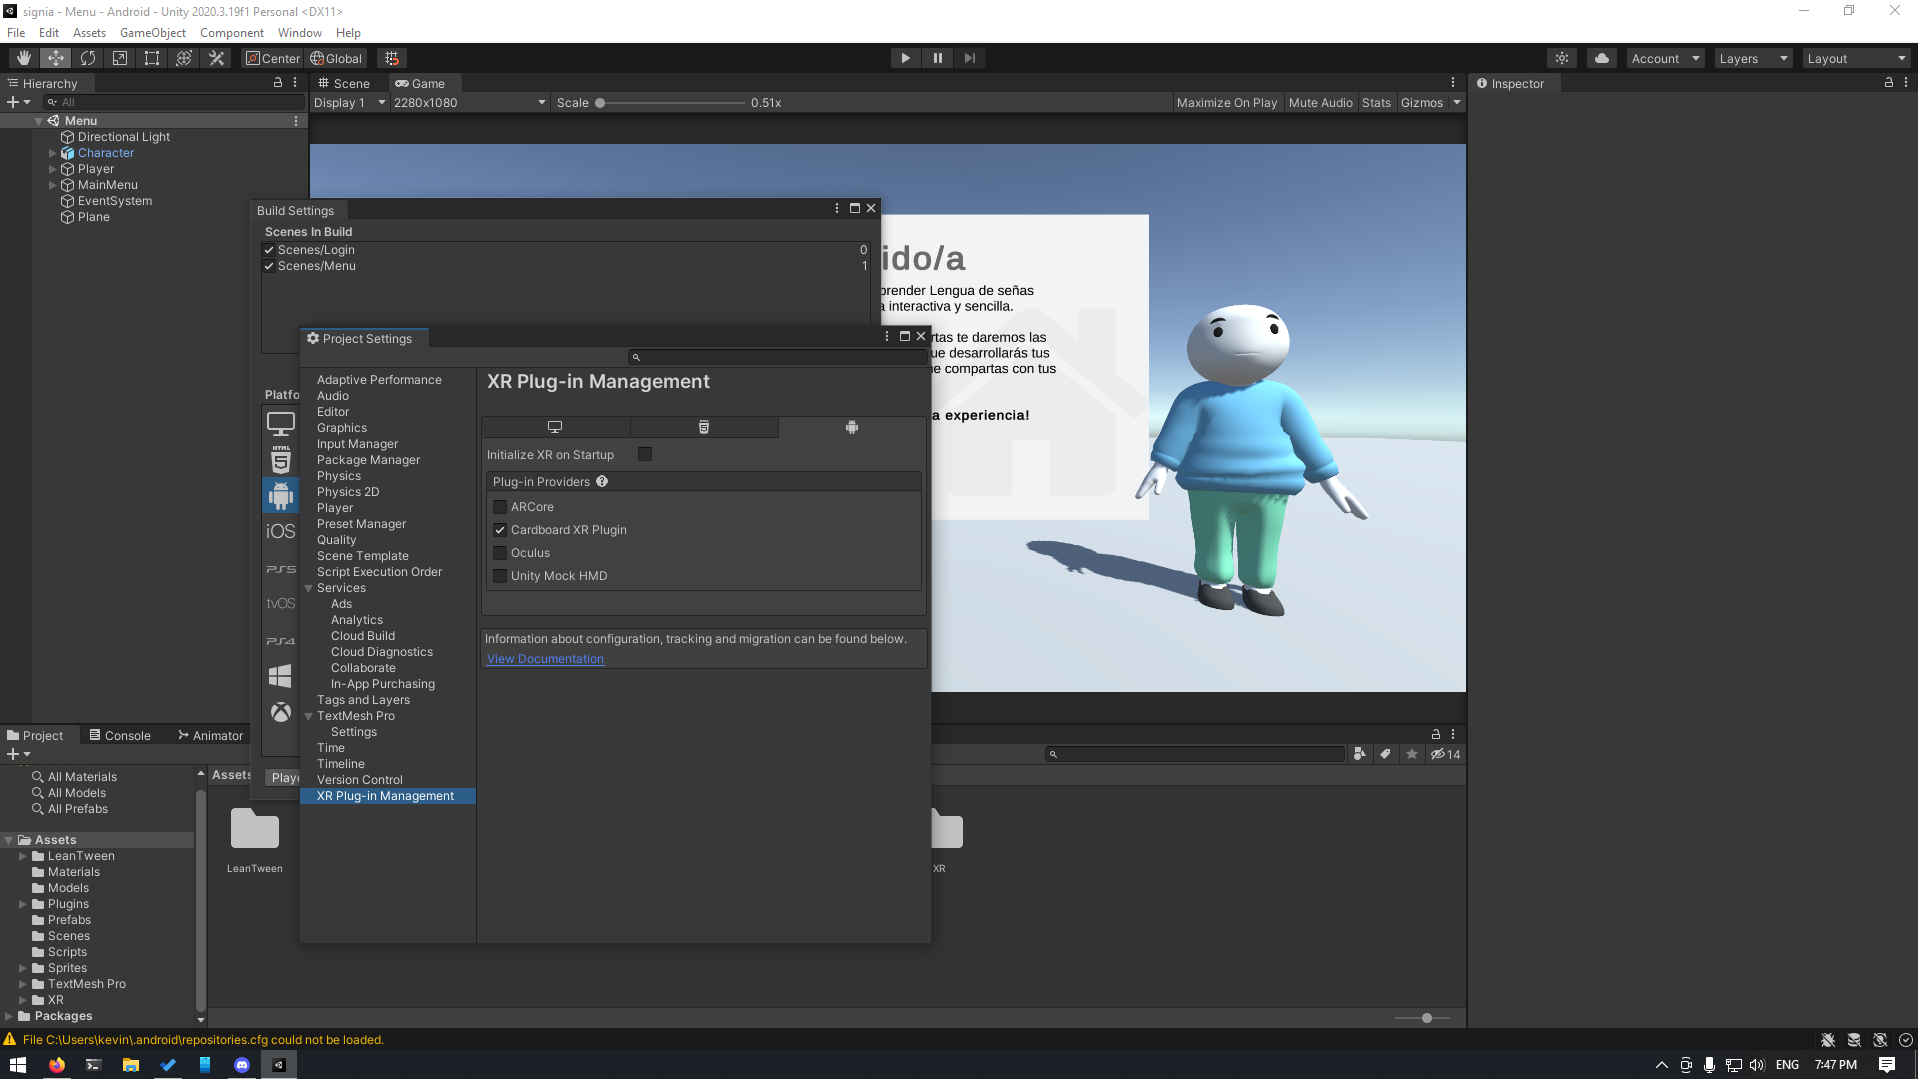 signia - Menu - Android - Unity 2020.3.19f1 Personal <DX11>
File Edit Assets GameObject Component Window Help
Center Global
Account Layers Layout
Hierarchy
All
Menu
Directional Light
Character
Player
MainMenu
EventSystem
Plane
Scene Game
Display 1 2280x1080 Scale 0.51x Maximize On Play Mute Audio Stats Gizmos
Inspector
Build Settings
Scenes In Build
Scenes/Login 0
Scenes/Menu 1
Platfo
HTML
5
iOS
PS5
tvOS
PS4
Playe
ido/a
prender Lengua de señas
a interactiva y sencilla.
rtas te daremos las
ue desarrollarás tus
e compartas con tus
a experiencia!
Project Settings
Adaptive Performance
Audio
Editor
Graphics
Input Manager
Package Manager
Physics
Physics 2D
Player
Preset Manager
Quality
Scene Template
Script Execution Order
Services
Ads
Analytics
Cloud Build
Cloud Diagnostics
Collaborate
In-App Purchasing
Tags and Layers
TextMesh Pro
Settings
Time
Timeline
Version Control
XR Plug-in Management
XR Plug-in Management
Initialize XR on Startup
Plug-in Providers
ARCore
Cardboard XR Plugin
Oculus
Unity Mock HMD
Information about configuration, tracking and migration can be found below.
View Documentation
Project Console Animator
14
All Materials
All Models
All Prefabs
Assets
LeanTween
Materials
Models
Plugins
Prefabs
Scenes
Scripts
Sprites
TextMesh Pro
XR
Packages
Assets
LeanTween
XR
File C:\Users\kevin\.android\repositories.cfg could not be loaded.
ENG 7:47 PM